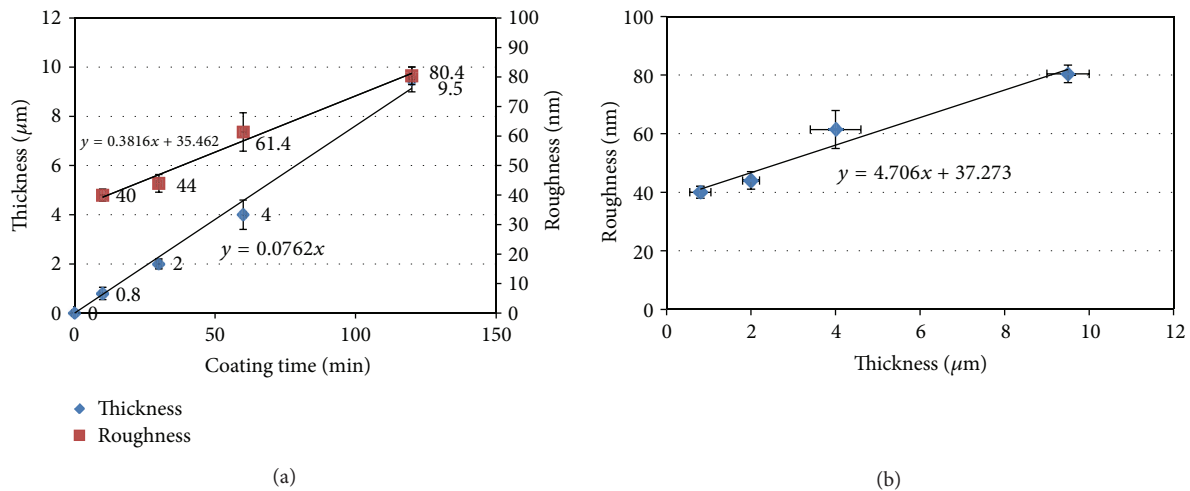 12
10
8
6
4
2
0
Thickness (μm)
100
90
80
70
60
50
40
30
20
10
0
Roughness (nm)
80.4
9.5
y = 0.3816x + 35.462
61.4
44
40
4
y = 0.0762x
2
0.8
0
0 50 100 150
Coating time (min)
Thickness
Roughness
(a)
100
80
60
40
20
0
Roughness (nm)
y = 4.706x + 37.273
0 2 4 6 8 10 12
Thickness (μm)
(b)